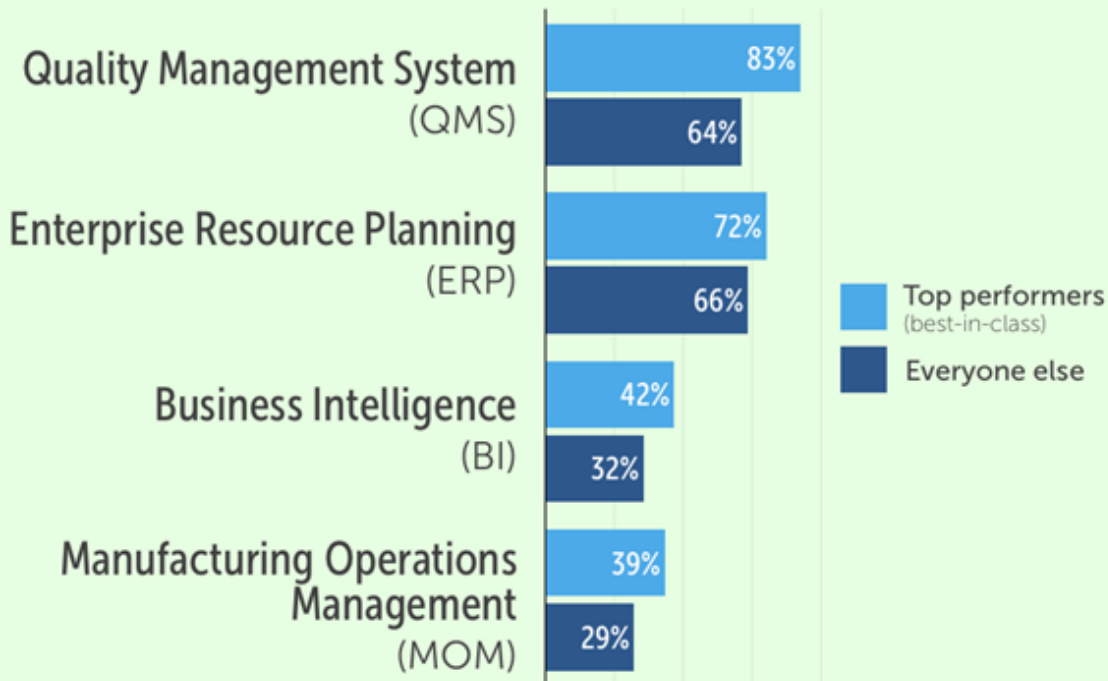 Quality Management System
(QMS)
83%
64%
Enterprise Resource Planning
(ERP)
72%
66%
Business Intelligence
(BI)
42%
32%
Manufacturing Operations
Management
(MOM)
39%
29%
Top performers
(best-in-class)
Everyone else